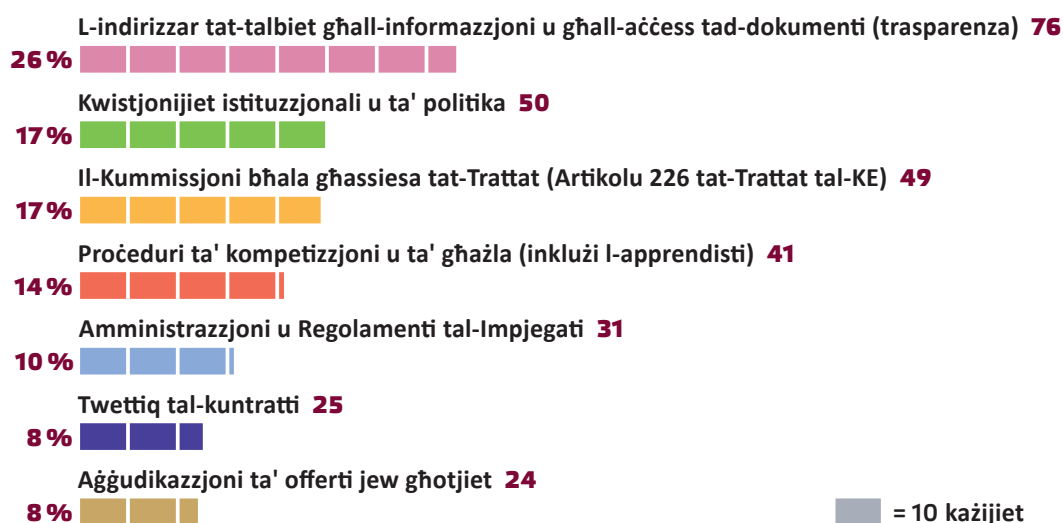 L-indirizzar tat-talbiet għall-informazzjoni u għall-aċċess tad-dokumenti (trasparenza) 76
26 %
Kwistjonijiet istituzzjonali u ta' politika 50
17 %
Il-Kummissjoni bħala għassiesa tat-Trattat (Artikolu 226 tat-Trattat tal-KE) 49
17 %
Proċeduri ta' kompetizzjoni u ta' għażla (inklużi l-apprendisti) 41
14 %
Amministrazzjoni u Regolamenti tal-Impjegati 31
10 %
Twettiq tal-kuntratti 25
8 %
Aġġudikazzjoni ta' offerti jew għotjiet 24
8 %
= 10 każijiet